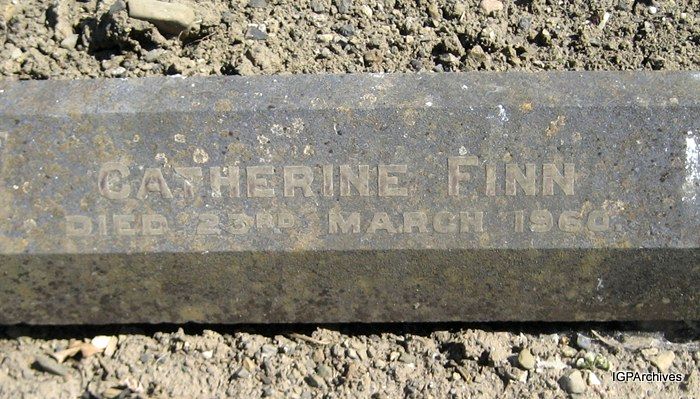 CATHERINE FINN
DIED 23RD MARCH 1960.
IGPArchives